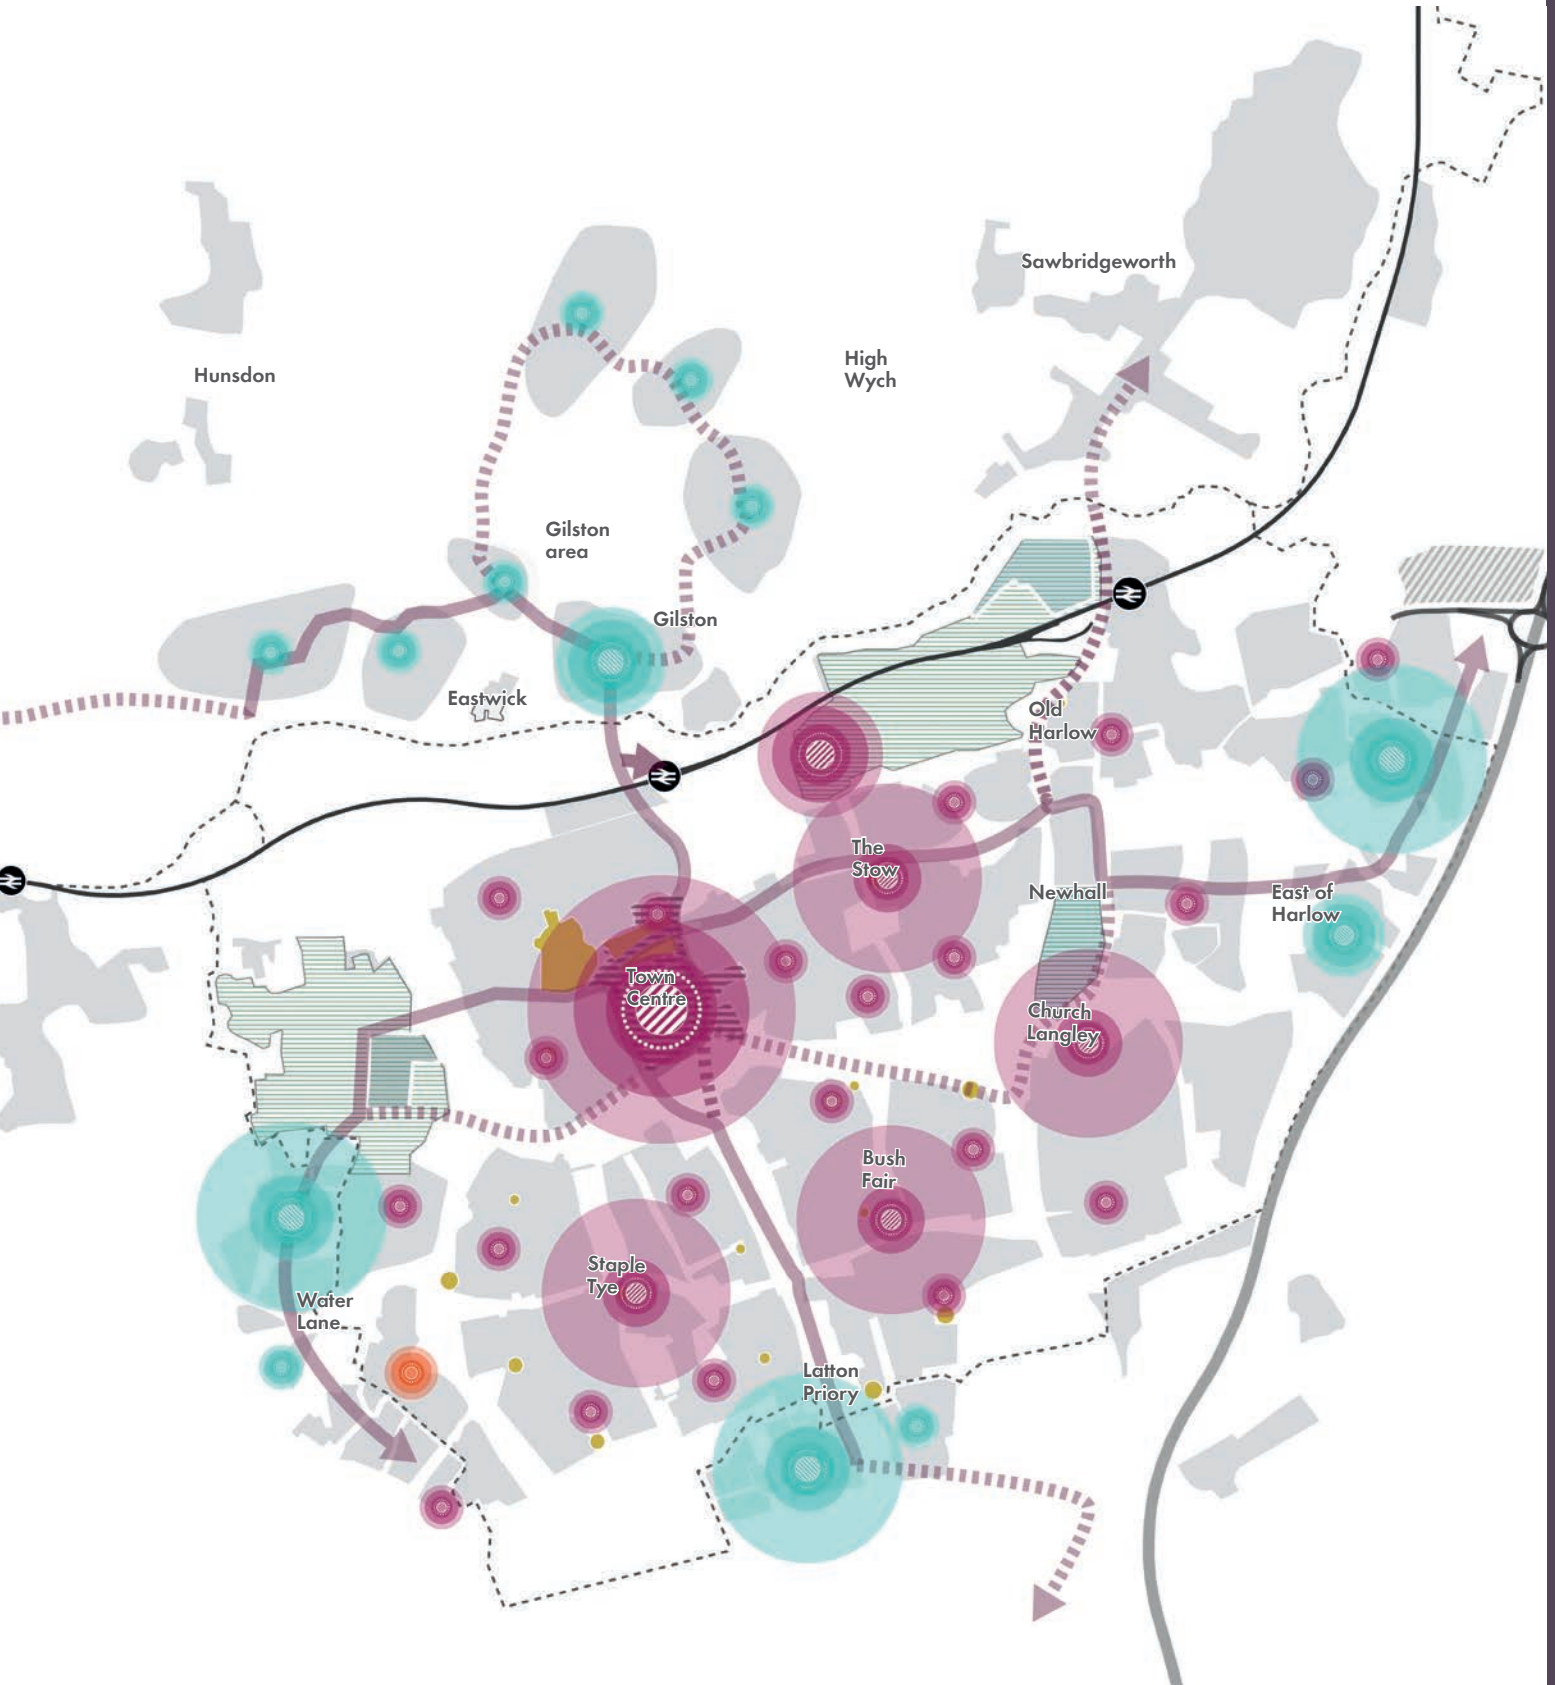 Sawbridgeworth
High
Wych
Hunsdon
Gilston
area
Gilston
Eastwick
Old
Harlow
The
Stow
Newhall
East of
Harlow
Town
Centre
Church
Langley
Bush
Fair
Staple
Tye
Water
Lane
Latton
Priory